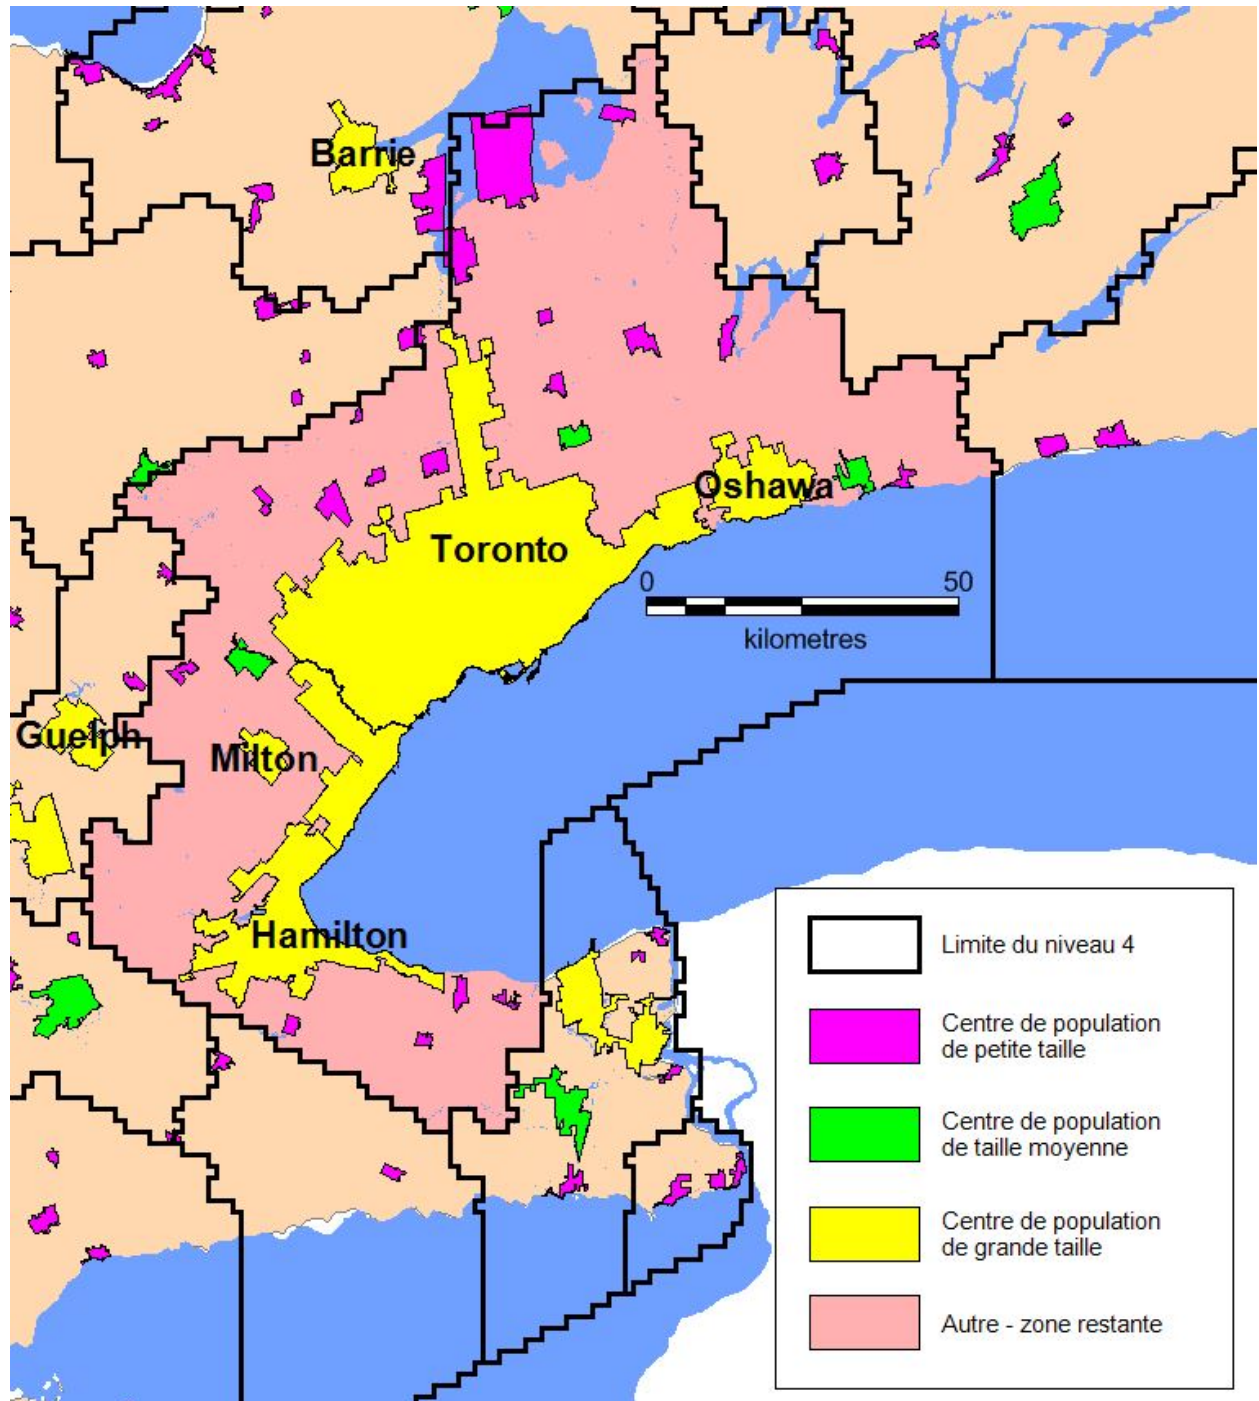 Barrie
Oshawa
Toronto
0 50
kilometres
Guelph
Milton
Hamilton
Limite du niveau 4
Centre de population
de petite taille
Centre de population
de taille moyenne
Centre de population
de grande taille
Autre - zone restante